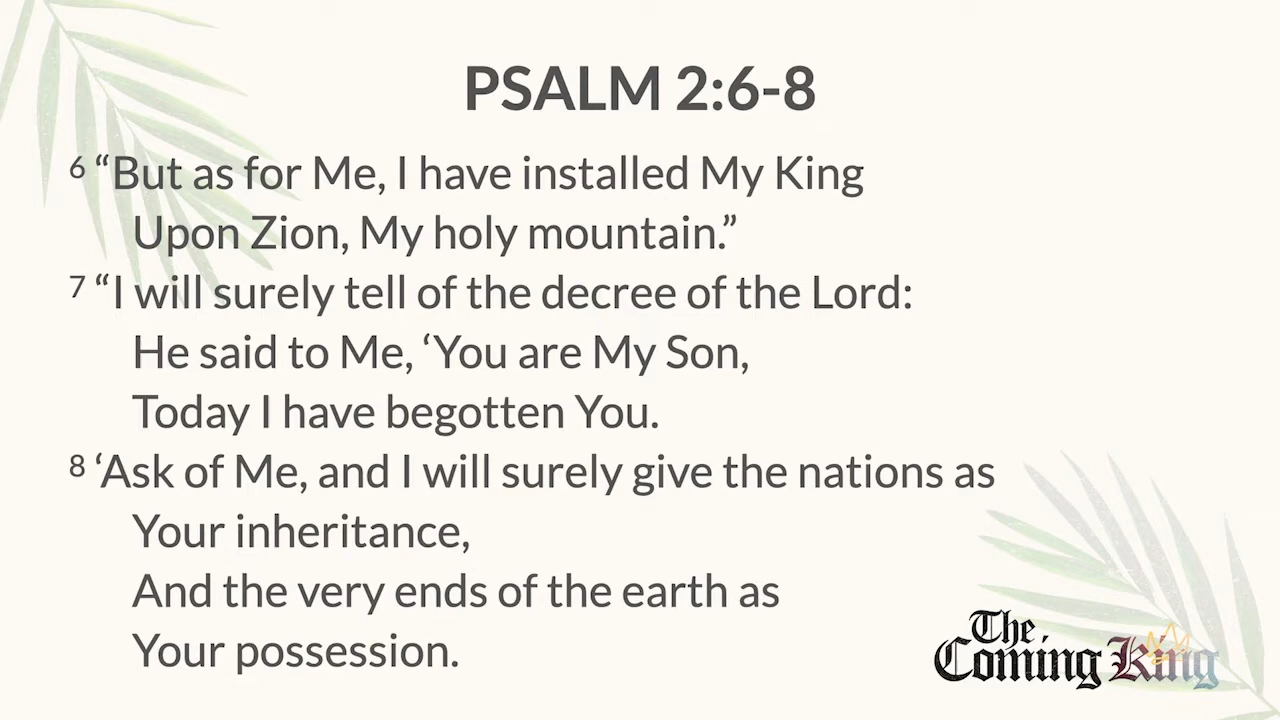 PSALM 2:6-8
6 “But as for Me, I have installed My King
Upon Zion, My holy mountain.”
7 “I will surely tell of the decree of the Lord:
He said to Me, ‘You are My Son,
Today I have begotten You.
8 ‘Ask of Me, and I will surely give the nations as
Your inheritance,
And the very ends of the earth as
Your possession.
The
Coming King